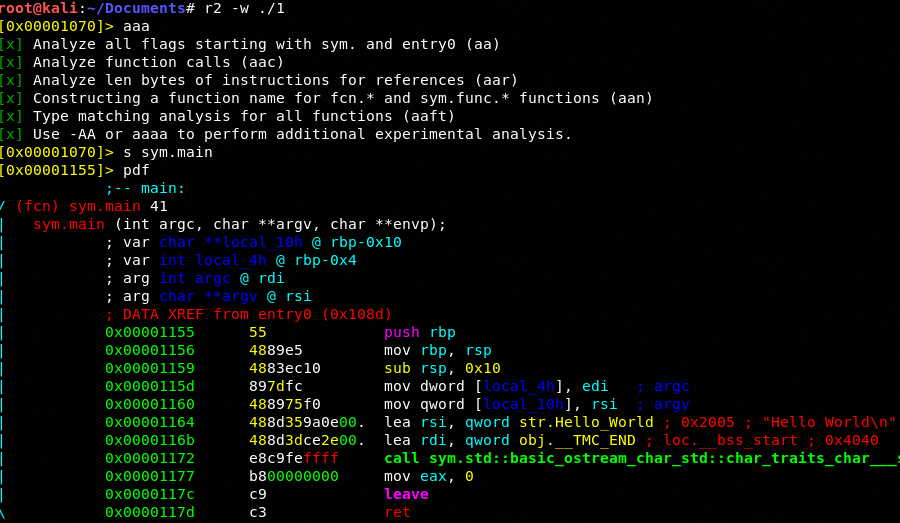 root@kali:~/Documents# r2 -w ./1
[0x00001070]> aaa
[x] Analyze all flags starting with sym. and entry0 (aa)
[x] Analyze function calls (aac)
[x] Analyze len bytes of instructions for references (aar)
[x] Constructing a function name for fcn.* and sym.func.* functions (aan)
[x] Type matching analysis for all functions (aaft)
[x] Use -AA or aaaa to perform additional experimental analysis.
[0x00001070]> s sym.main
[0x00001155]> pdf
;-- main:
/ (fcn) sym.main 41
| sym.main (int argc, char **argv, char **envp);
| ; var char **local_10h @ rbp-0x10
| ; var int local_4h @ rbp-0x4
| ; arg int argc @ rdi
| ; arg char **argv @ rsi
| ; DATA XREF from entry0 (0x108d)
| 0x00001155 55 push rbp
| 0x00001156 4889e5 mov rbp, rsp
| 0x00001159 4883ec10 sub rsp, 0x10
| 0x0000115d 897dfc mov dword [local_4h], edi ; argc
| 0x00001160 488975f0 mov qword [local_10h], rsi ; argv
| 0x00001164 488d359a0e00. lea rsi, qword str.Hello_World ; 0x2005 ; "Hello World\n"
| 0x0000116b 488d3dce2e00. lea rdi, qword obj.__TMC_END ; loc.__bss_start ; 0x4040
| 0x00001172 e8c9feffff call sym.std::basic_ostream_char_std::char_traits_char___s
| 0x00001177 b800000000 mov eax, 0
| 0x0000117c c9 leave
\ 0x0000117d c3 ret